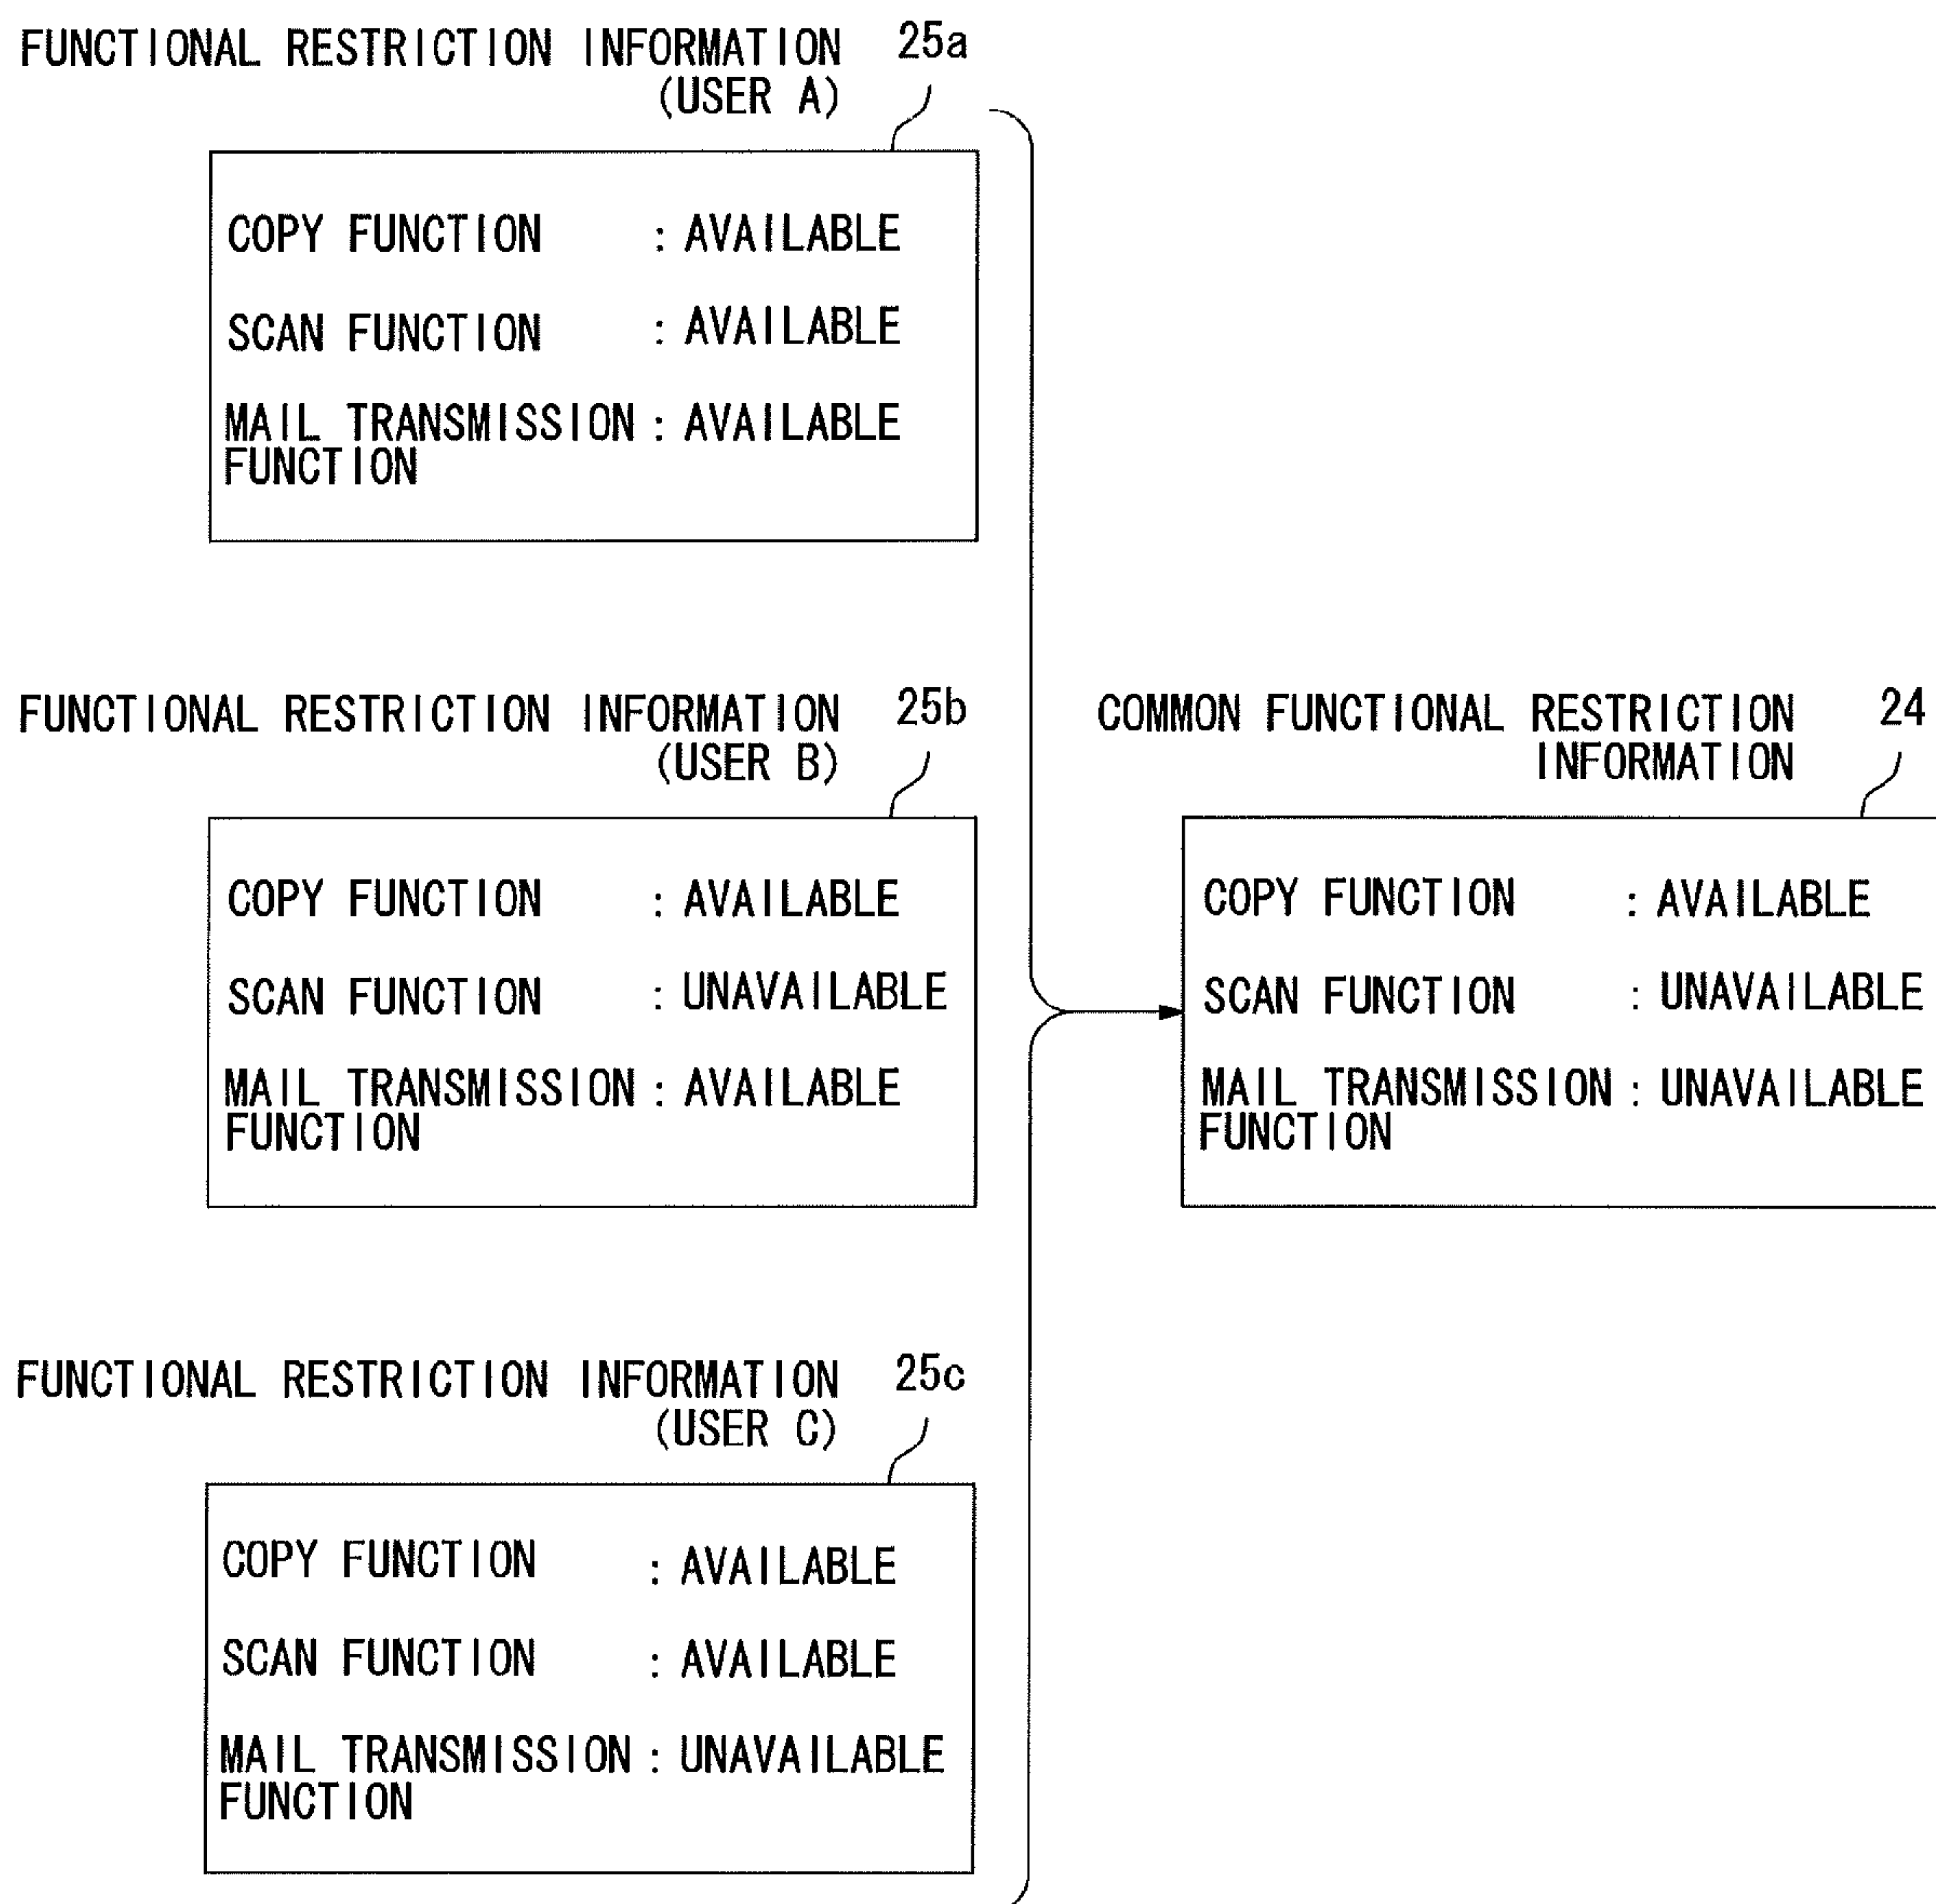 FUNCTIONAL RESTRICTION INFORMATION 25a
(USER A)
COPY FUNCTION : AVAILABLE
SCAN FUNCTION : AVAILABLE
MAIL TRANSMISSION : AVAILABLE
FUNCTION
FUNCTIONAL RESTRICTION INFORMATION 25b
(USER B)
COPY FUNCTION : AVAILABLE
SCAN FUNCTION : UNAVAILABLE
MAIL TRANSMISSION : AVAILABLE
FUNCTION
FUNCTIONAL RESTRICTION INFORMATION 25c
(USER C)
COPY FUNCTION : AVAILABLE
SCAN FUNCTION : AVAILABLE
MAIL TRANSMISSION : UNAVAILABLE
FUNCTION
COMMON FUNCTIONAL RESTRICTION 24
INFORMATION
COPY FUNCTION : AVAILABLE
SCAN FUNCTION : UNAVAILABLE
MAIL TRANSMISSION : UNAVAILABLE
FUNCTION